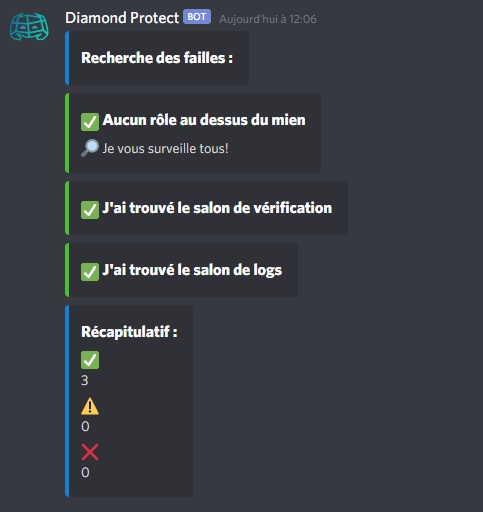 Diamond Protect BOT Aujourd'hui à 12:06
Recherche des failles :
✅ Aucun rôle au dessus du mien
🔎 Je vous surveille tous!
✅ J'ai trouvé le salon de vérification
✅ J'ai trouvé le salon de logs
Récapitulatif :
✅
3
⚠️
0
❌
0